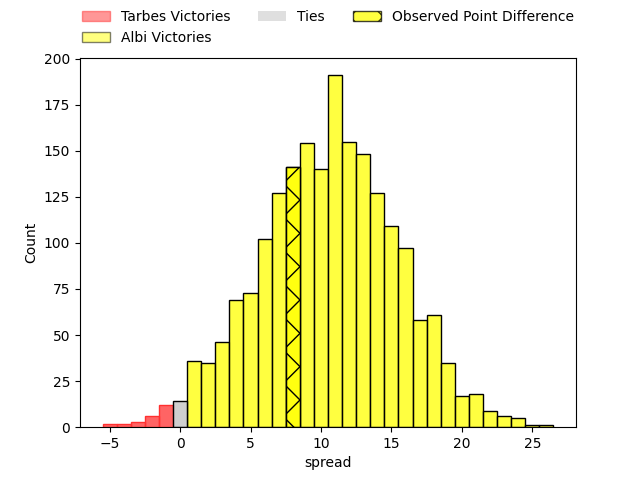 Tarbes Victories
Ties
Observed Point Difference
Albi Victories
200
175
150
125
100
75
50
25
0
Count
−5
0
5
10
15
20
25
spread